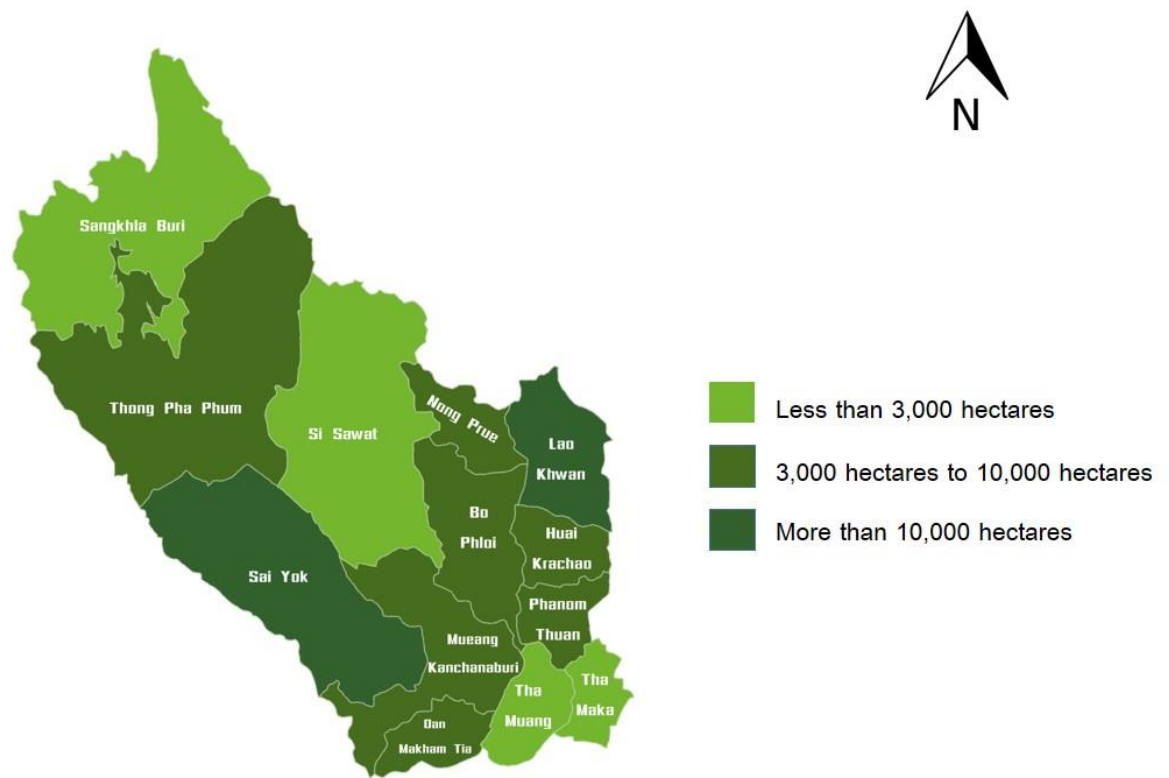 N
Sangkhla Buri
Thong Pha Phum
Si Sawat
Nong Prue
Lao
Khwan
Bo
Phloi
Huai
Krachao
Sai Yok
Phanom
Thuan
Mueang
Kanchanaburi
Tha
Muang
Tha
Maka
Dan
Makham Tia
Less than 3,000 hectares
3,000 hectares to 10,000 hectares
More than 10,000 hectares